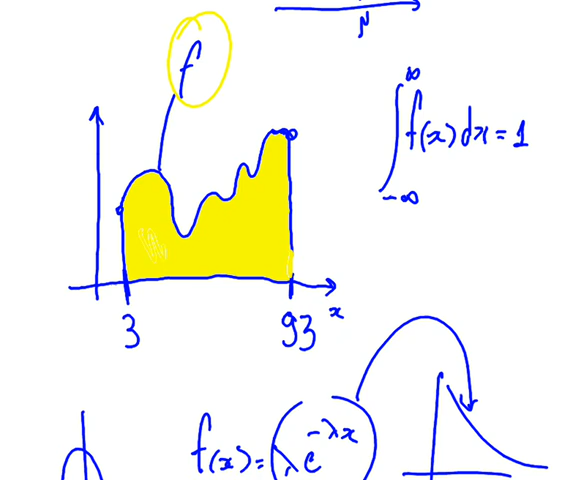 μ
f
∫_{-∞}^{∞} f(x)dx = 1
x
3 93
f(x) = λe^{-λx}